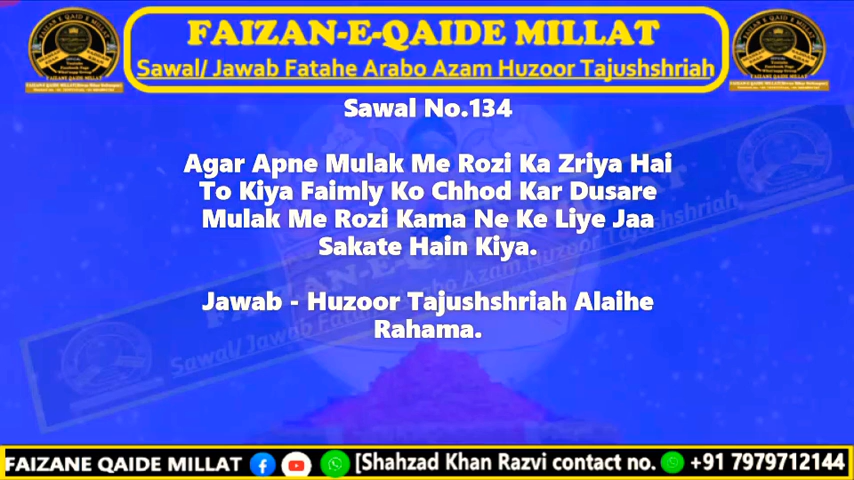 FAIZAN-E-QAIDE MILLAT
Sawal/ Jawab Fatahe Arabo Azam Huzoor Tajushshriah
Sawal No.134
Agar Apne Mulak Me Rozi Ka Zriya Hai
To Kiya Faimly Ko Chhod Kar Dusare
Mulak Me Rozi Kama Ne Ke Liye Jaa
Sakate Hain Kiya.
Jawab - Huzoor Tajushshriah Alaihe
Rahama.
FAIZANE QAIDE MILLAT [Shahzad Khan Razvi contact no. +91 7979712144